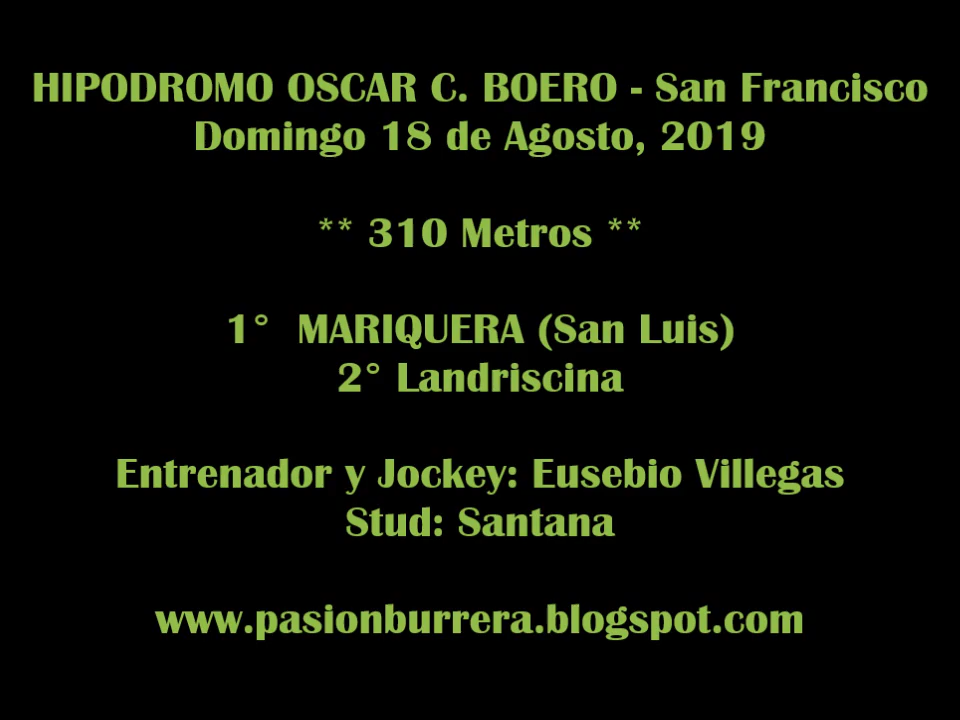 HIPODROMO OSCAR C. BOERO - San Francisco
Domingo 18 de Agosto, 2019
** 310 Metros **
1° MARIQUERA (San Luis)
2° Landriscina
Entrenador y Jockey: Eusebio Villegas
Stud: Santana
www.pasionburrera.blogspot.com